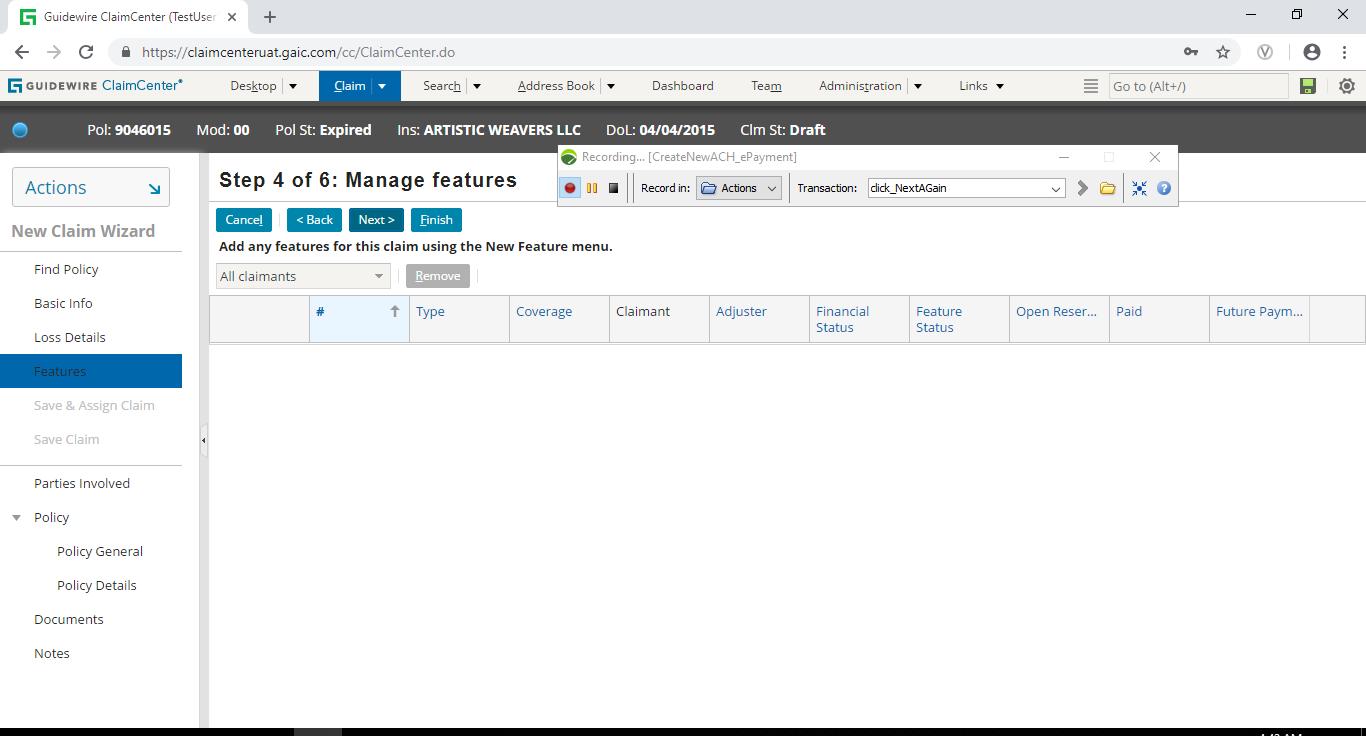 Guidewire ClaimCenter (TestUser
https://claimcenteruat.gaic.com/cc/ClaimCenter.do
GUIDEWIRE ClaimCenter® Desktop Claim Search Address Book Dashboard Team Administration Links Go to (Alt+/)
Pol: 9046015 Mod: 00 Pol St: Expired Ins: ARTISTIC WEAVERS LLC DoL: 04/04/2015 Clm St: Draft
Recording... [CreateNewACH_ePayment]
Record in: Actions Transaction: click_NextAGain
Actions
New Claim Wizard
Find Policy
Basic Info
Loss Details
Features
Save & Assign Claim
Save Claim
Parties Involved
Policy
Policy General
Policy Details
Documents
Notes
Step 4 of 6: Manage features
Cancel < Back Next > Finish
Add any features for this claim using the New Feature menu.
All claimants Remove
# Type Coverage Claimant Adjuster Financial Status Feature Status Open Reser... Paid Future Paym...